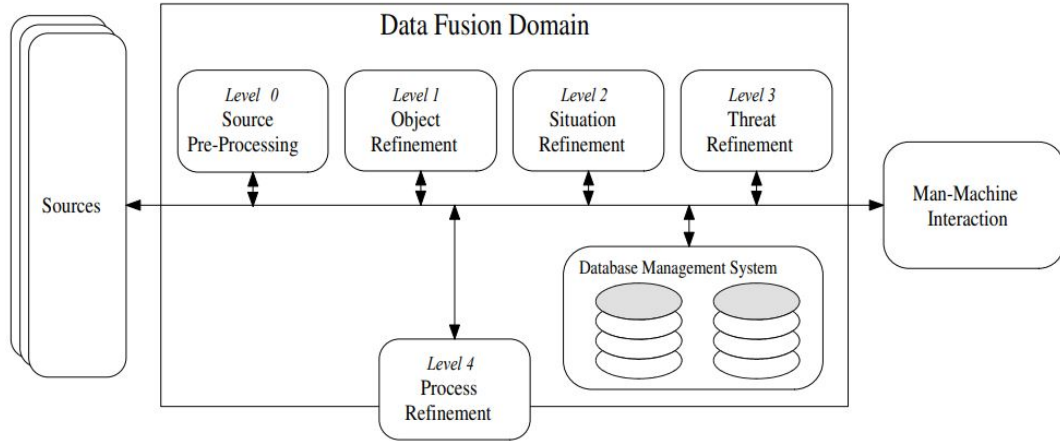 Data Fusion Domain
Sources
Level 0
Source
Pre-Processing
Level 1
Object
Refinement
Level 2
Situation
Refinement
Level 3
Threat
Refinement
Man-Machine
Interaction
Database Management System
Level 4
Process
Refinement